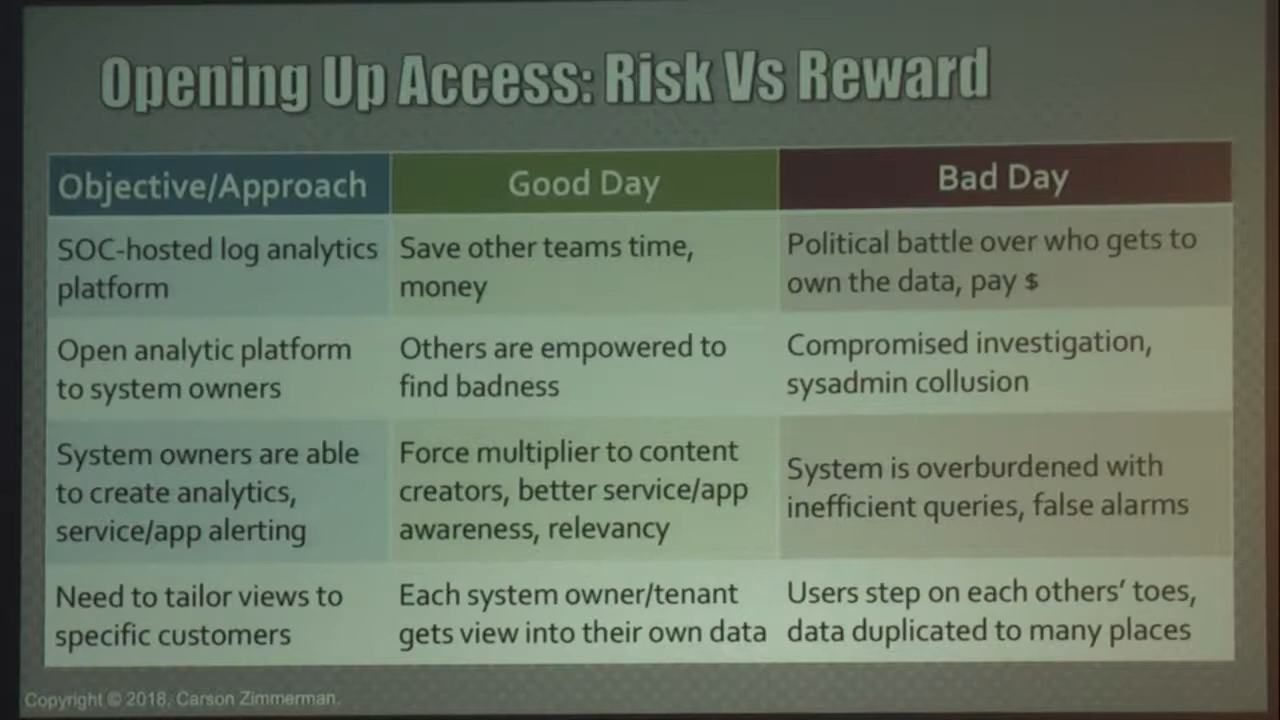 Opening Up Access: Risk Vs Reward
Objective/Approach
Good Day
Bad Day
SOC-hosted log analytics
platform
Save other teams time,
money
Political battle over who gets to
own the data, pay $
Open analytic platform
to system owners
Others are empowered to
find badness
Compromised investigation,
sysadmin collusion
System owners are able
to create analytics,
service/app alerting
Force multiplier to content
creators, better service/app
awareness, relevancy
System is overburdened with
inefficient queries, false alarms
Need to tailor views to
specific customers
Each system owner/tenant
gets view into their own data
Users step on each others’ toes,
data duplicated to many places
Copyright © 2018, Carson Zimmerman.